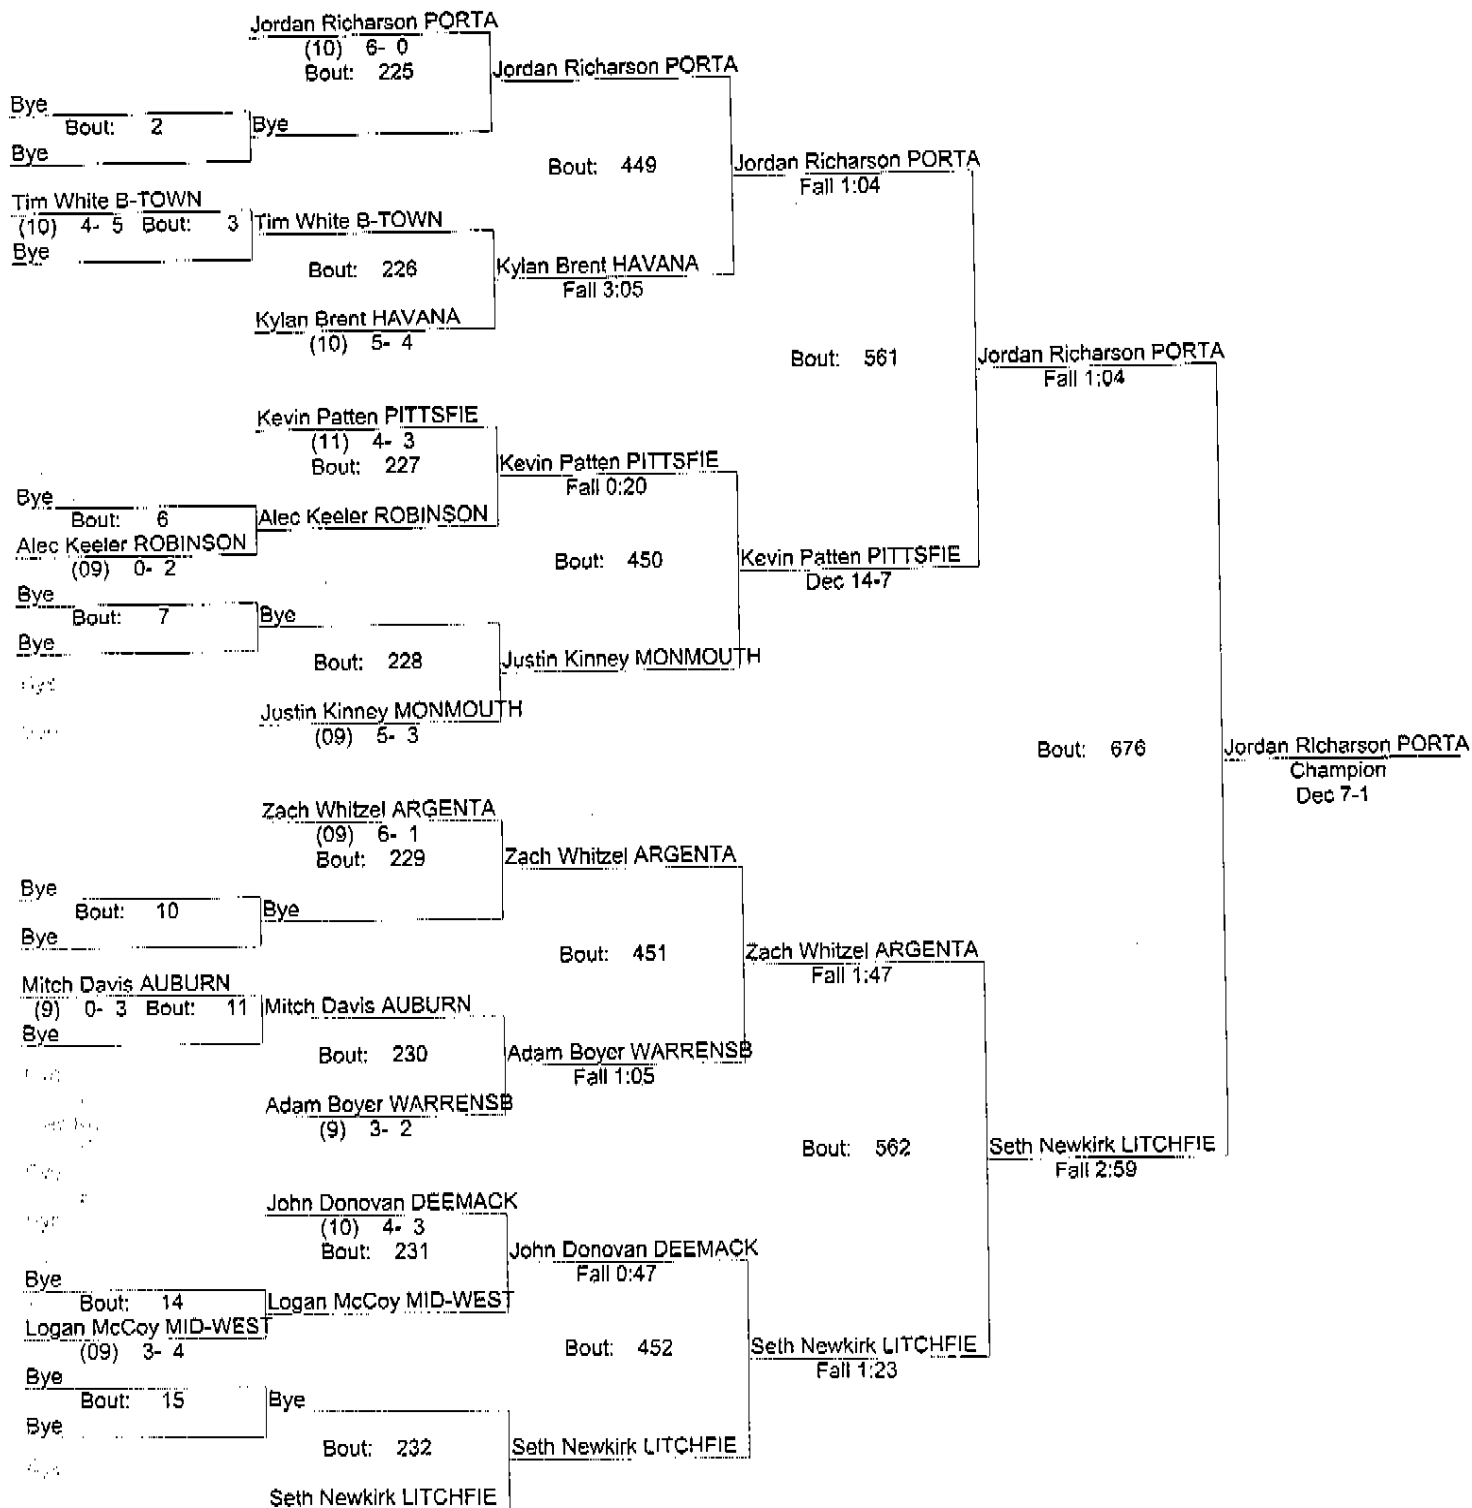 Jordan Richarson PORTA
(10) 6- 0
Bout: 225
Jordan Richarson PORTA
Bye
Bout: 2
Bye
Bye
Bout: 449
Jordan Richarson PORTA
Fall 1:04
Tim White B-TOWN
(10) 4- 5 Bout: 3
Tim White B-TOWN
Bye
Bout: 226
Kylan Brent HAVANA
Fall 3:05
Kylan Brent HAVANA
(10) 5- 4
Bout: 561
Jordan Richarson PORTA
Fall 1:04
Kevin Patten PITTSFIE
(11) 4- 3
Bout: 227
Kevin Patten PITTSFIE
Fall 0:20
Bye
Bout: 6
Alec Keeler ROBINSON
Alec Keeler ROBINSON
(09) 0- 2
Bout: 450
Kevin Patten PITTSFIE
Dec 14-7
Bye
Bout: 7
Bye
Bye
Bout: 228
Justin Kinney MONMOUTH
Justin Kinney MONMOUTH
(09) 5- 3
Bout: 676
Jordan Richarson PORTA
Champion
Dec 7-1
Zach Whitzel ARGENTA
(09) 6- 1
Bout: 229
Zach Whitzel ARGENTA
Bye
Bout: 10
Bye
Bye
Bout: 451
Zach Whitzel ARGENTA
Fall 1:47
Mitch Davis AUBURN
(9) 0- 3 Bout: 11
Mitch Davis AUBURN
Bye
Bout: 230
Adam Boyer WARRENSB
Fall 1:05
Adam Boyer WARRENSB
(9) 3- 2
Bout: 562
Seth Newkirk LITCHFIE
Fall 2:59
John Donovan DEEMACK
(10) 4- 3
Bout: 231
John Donovan DEEMACK
Fall 0:47
Bye
Bout: 14
Logan McCoy MID-WEST
Logan McCoy MID-WEST
(09) 3- 4
Bout: 452
Seth Newkirk LITCHFIE
Fall 1:23
Bye
Bout: 15
Bye
Bye
Bout: 232
Seth Newkirk LITCHFIE
Seth Newkirk LITCHFIE